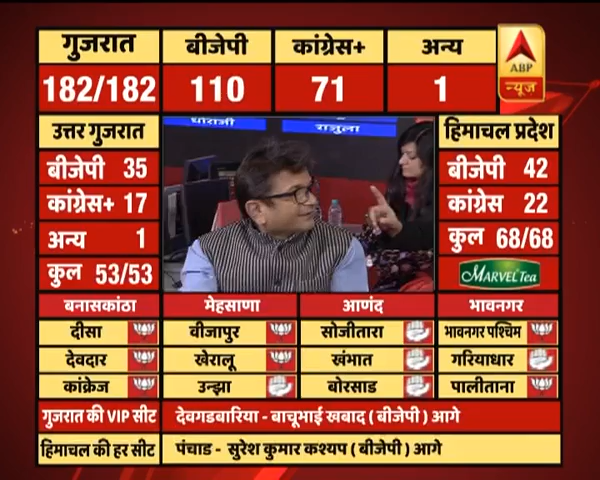 गुजरात बीजेपी कांग्रेस+ अन्य
182/182 110 71 1
ABP
न्यूज़
उत्तर गुजरात
बीजेपी 35
कांग्रेस+ 17
अन्य 1
कुल 53/53
धाराजी राजुला
हिमाचल प्रदेश
बीजेपी 42
कांग्रेस 22
कुल 68/68
MARVEL Tea
बनासकांठा मेहसाणा आणंद भावनगर
दीसा वीजापुर सोजीतारा भावनगर पश्चिम
देवदार खेरालू खंभात गरियाधार
कांक्रेज उन्झा बोरसाड पालीताना
गुजरात की VIP सीट देवगडबारिया - बाचूभाई खबाद ( बीजेपी ) आगे
हिमाचल की हर सीट पंचाड - सुरेश कुमार कश्यप ( बीजेपी ) आगे